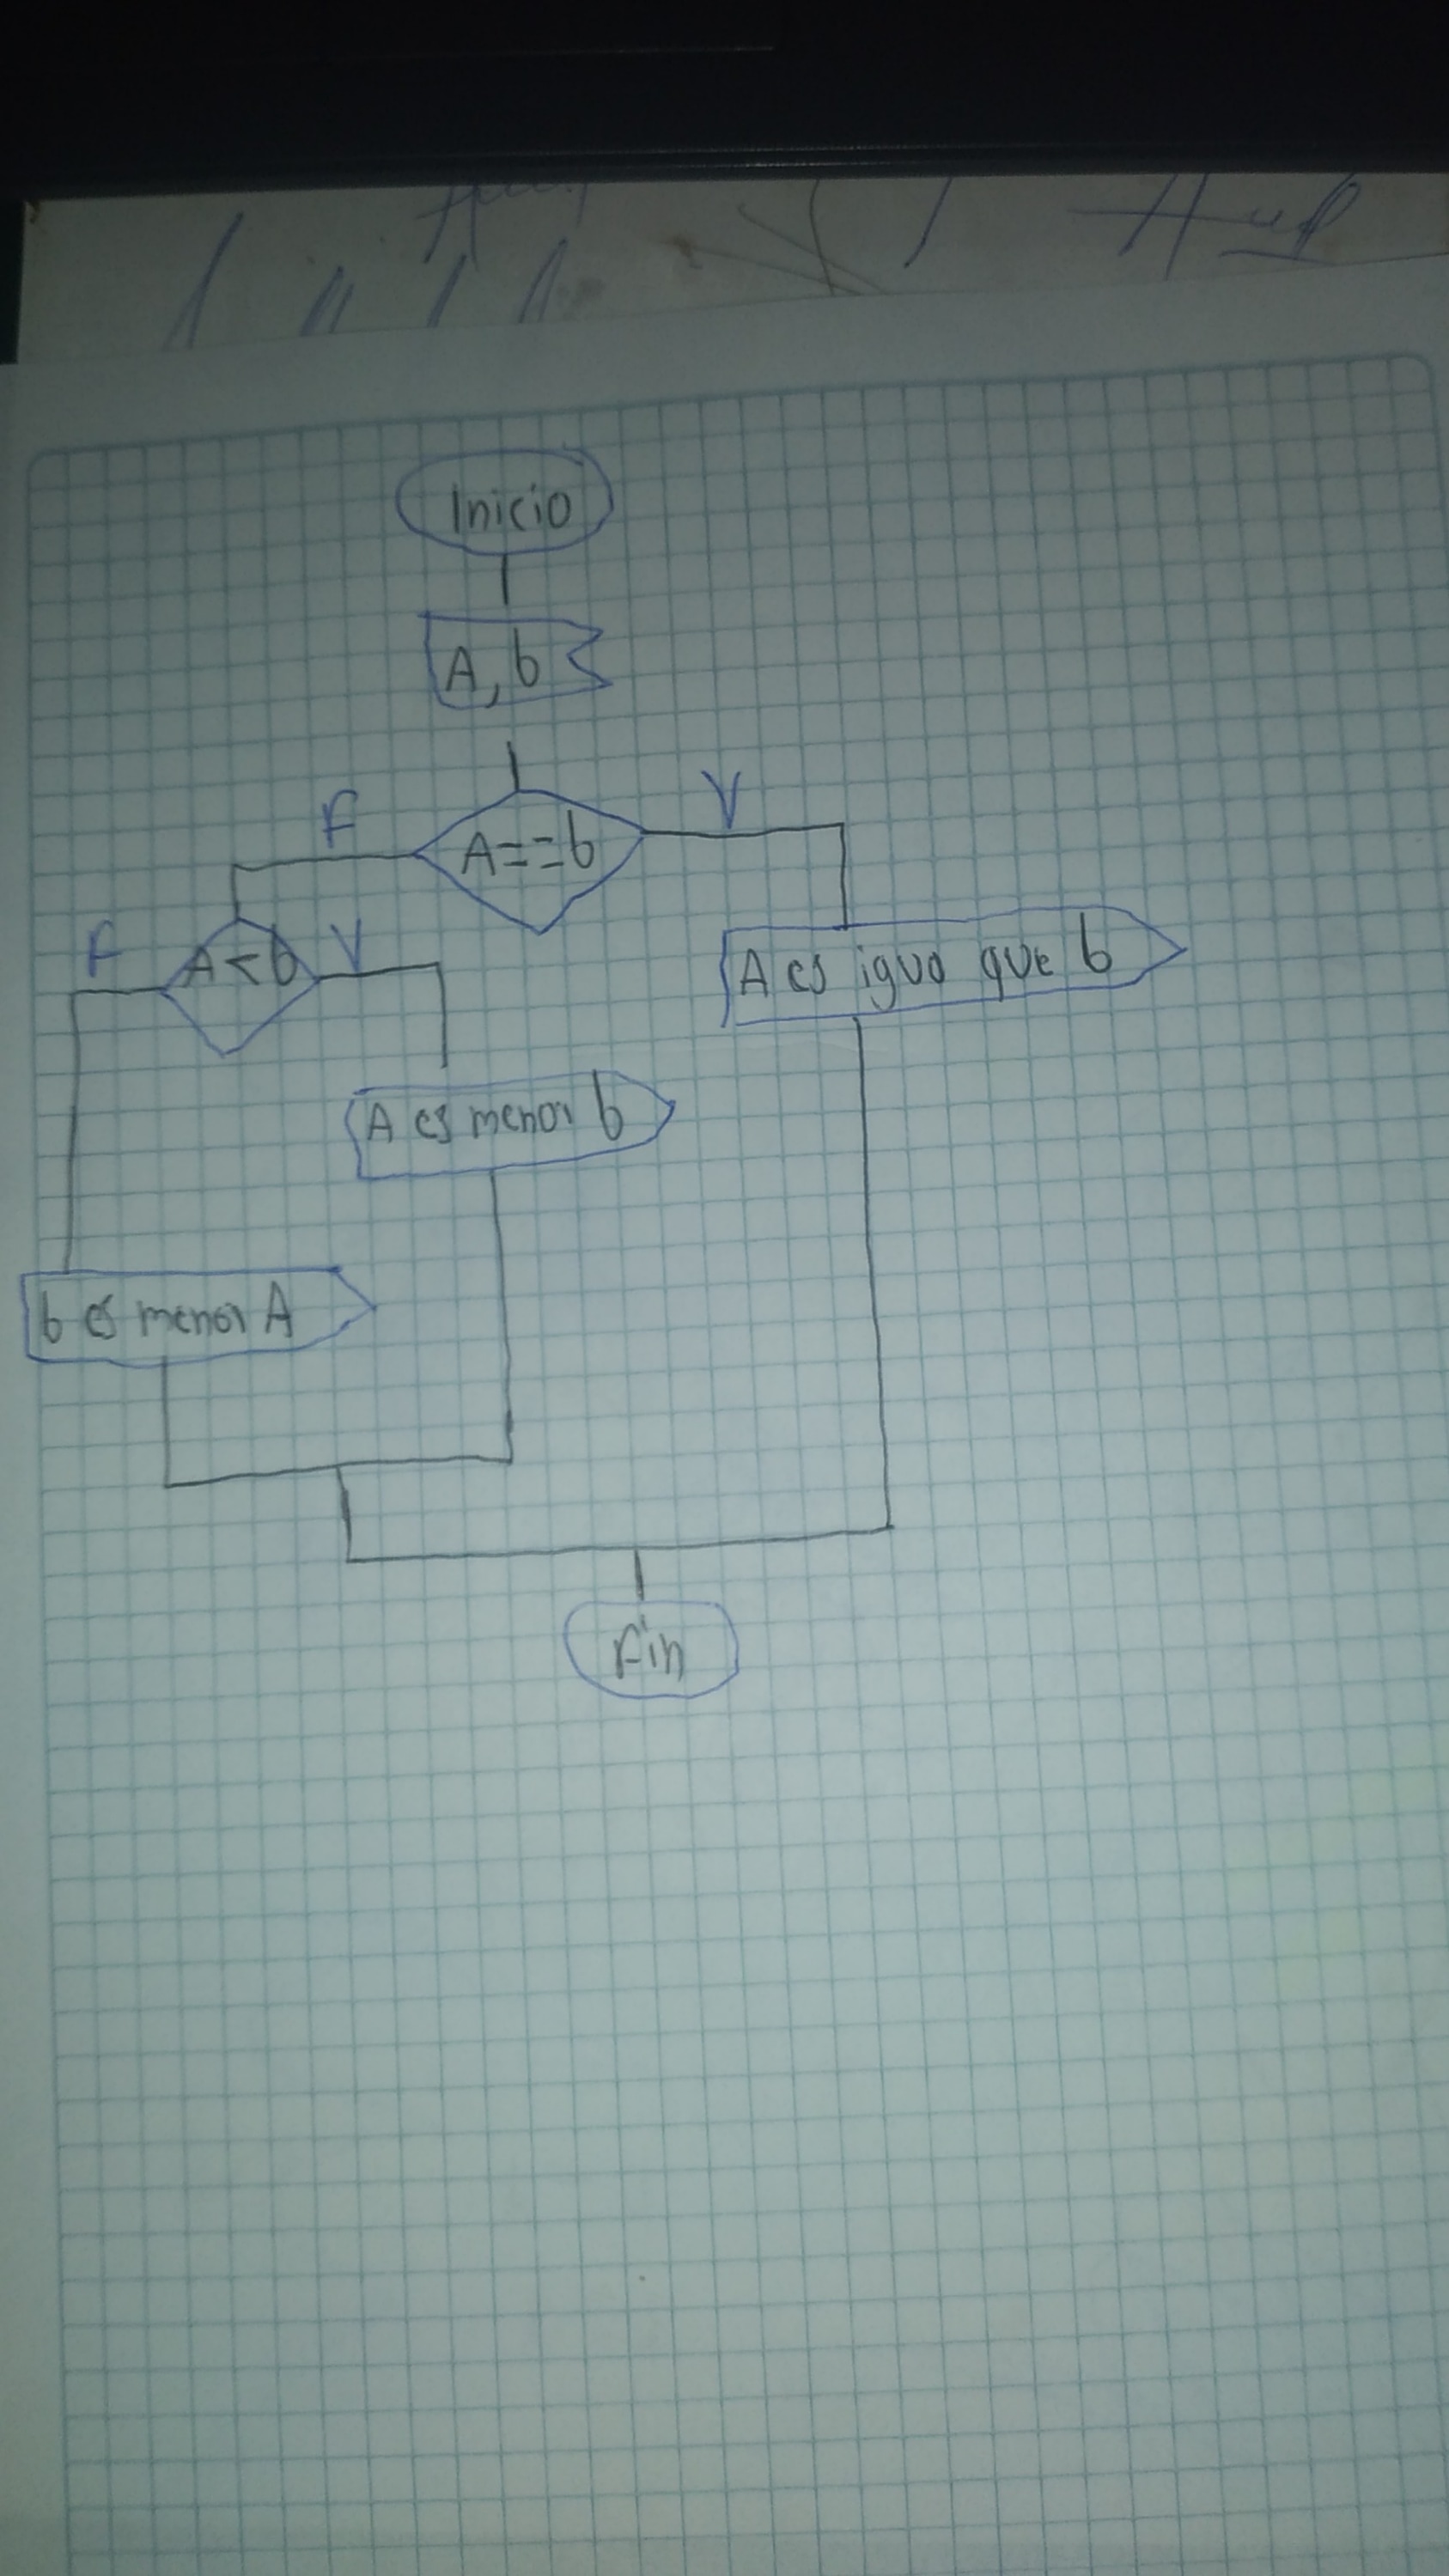 Inicio
A, b
F
V
A==b
F
A<b
V
A es iguo que b
A es menor b
b es menor A
Fin